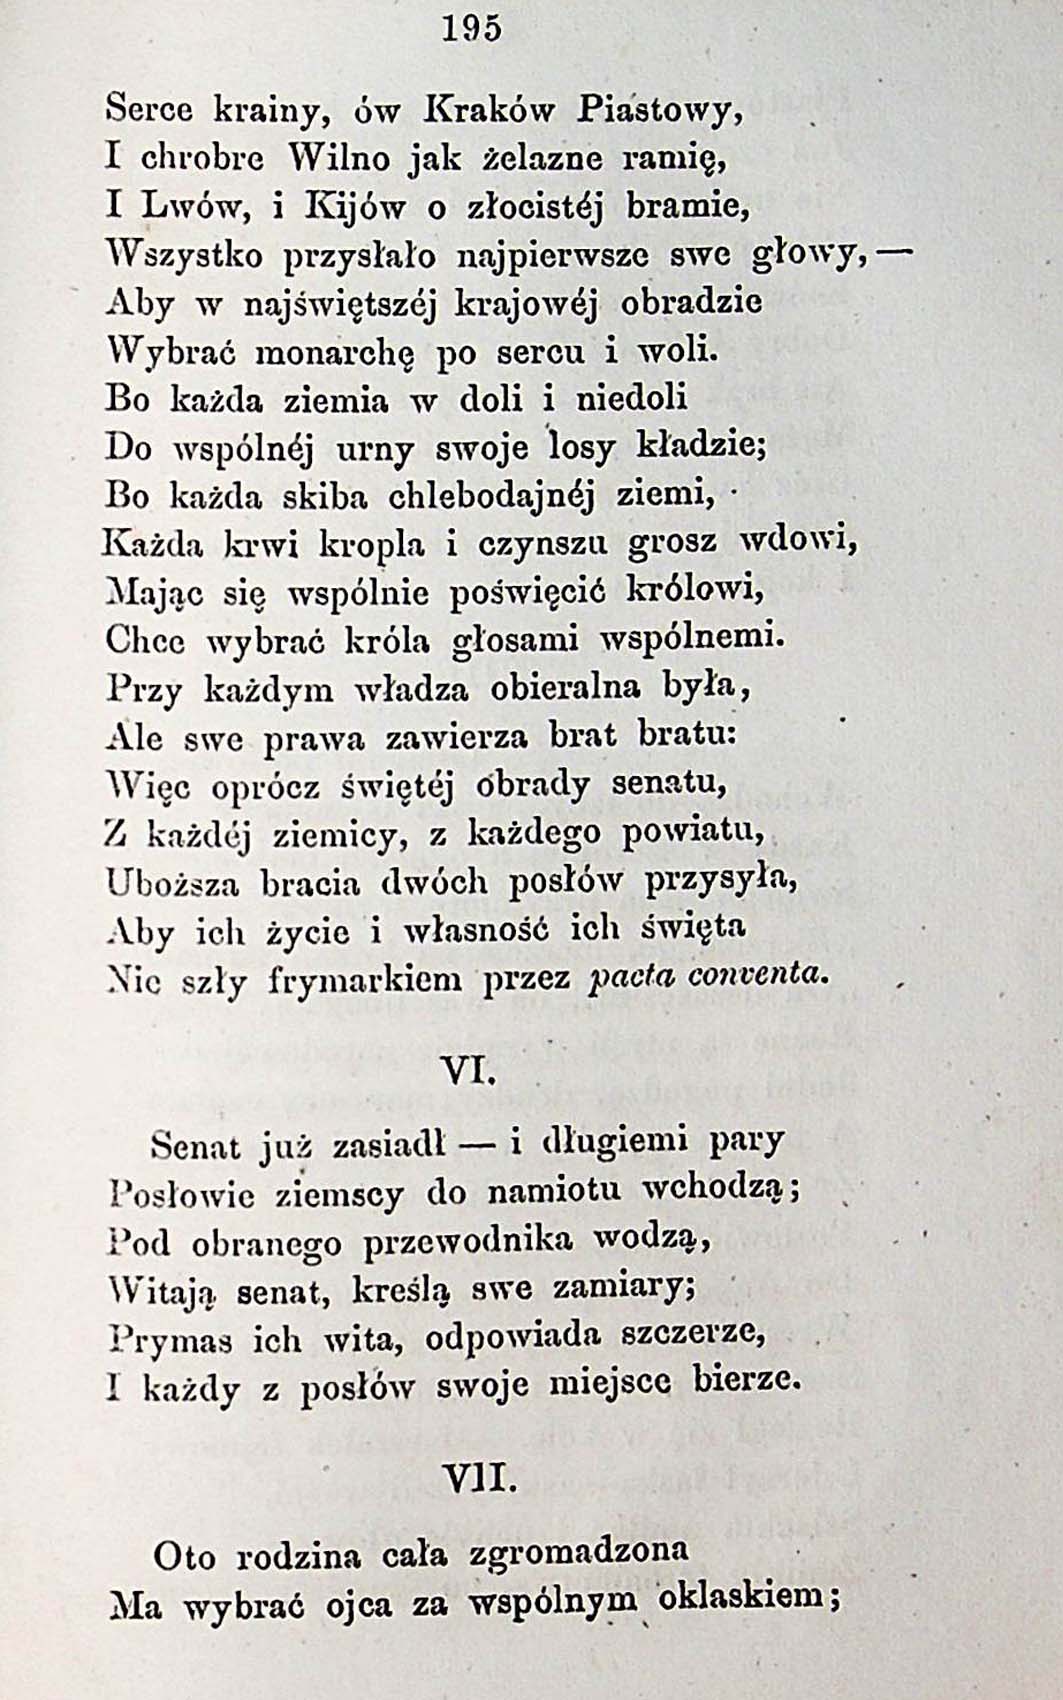 195
Serce krainy, ów Kraków Piastowy,
I chrobre Wilno jak żelazne ramię,
I Lwów, i Kijów o złocistéj bramie,
Wszystko przysłało najpierwsze swe głowy, —
Aby w najświętszéj krajowéj obradzie
Wybrać monarchę po sercu i woli.
Bo każda ziemia w doli i niedoli
Do wspólnéj urny swoje losy kładzie;
Bo każda skiba chlebodajnéj ziemi,
Każda krwi kropla i czynszu grosz wdowi,
Mając się wspólnie poświęcić królowi,
Chce wybrać króla głosami wspólnemi.
Przy każdym władza obieralna była,
Ale swe prawa zawierza brat bratu:
Więc oprócz świętéj obrady senatu,
Z każdéj ziemicy, z każdego powiatu,
Uboższa bracia dwóch posłów przysyła,
Aby ich życie i własność ich święta
Nie szły frymarkiem przez pacta conventa.
VI.
Senat już zasiadł — i długiemi pary
Posłowie ziemscy do namiotu wchodzą;
Pod obranego przewodnika wodzą,
Witają senat, kreślą swe zamiary;
Prymas ich wita, odpowiada szczerze,
I każdy z posłów swoje miejsce bierze.
VII.
Oto rodzina cała zgromadzona
Ma wybrać ojca za wspólnym oklaskiem;